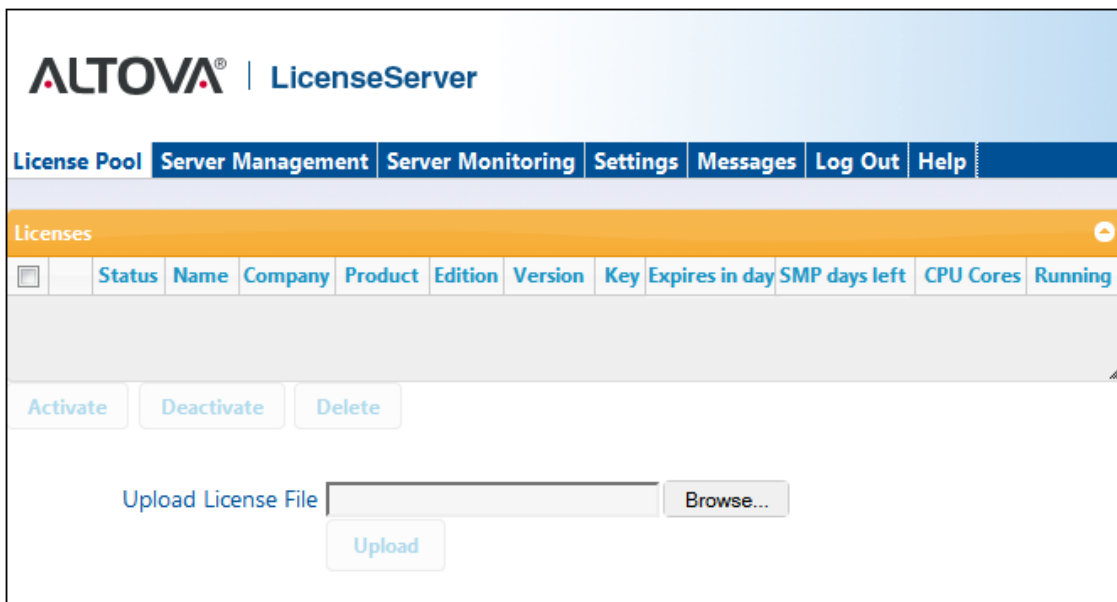 ALTOVA® | LicenseServer
License Pool Server Management Server Monitoring Settings Messages Log Out Help
Licenses
Status Name Company Product Edition Version Key Expires in day SMP days left CPU Cores Running
Activate Deactivate Delete
Upload License File Browse...
Upload